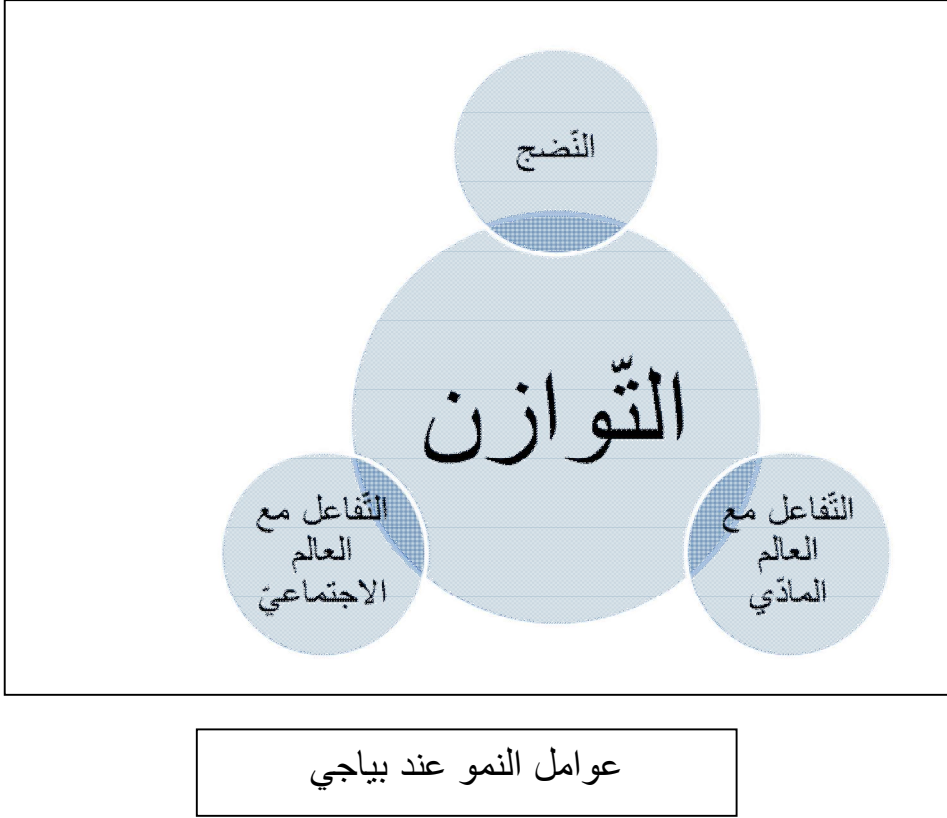 النّضج
التّوازن
التّفاعل مع
العالم
المادّي
التّفاعل مع
العالم
الاجتماعيّ
عوامل النمو عند بياجي